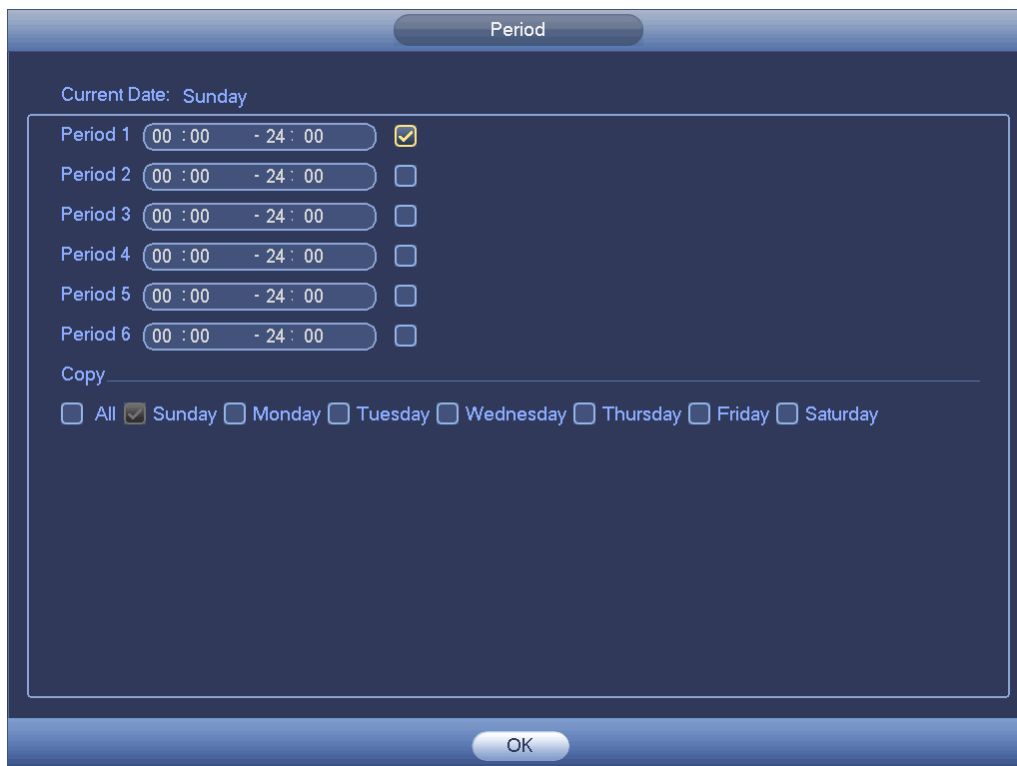 Period
Current Date: Sunday
Period 1 00 :00 - 24 : 00
Period 2 00 :00 - 24 : 00
Period 3 00 :00 - 24 : 00
Period 4 00 :00 - 24 : 00
Period 5 00 :00 - 24 : 00
Period 6 00 :00 - 24 : 00
Copy
All Sunday Monday Tuesday Wednesday Thursday Friday Saturday
OK